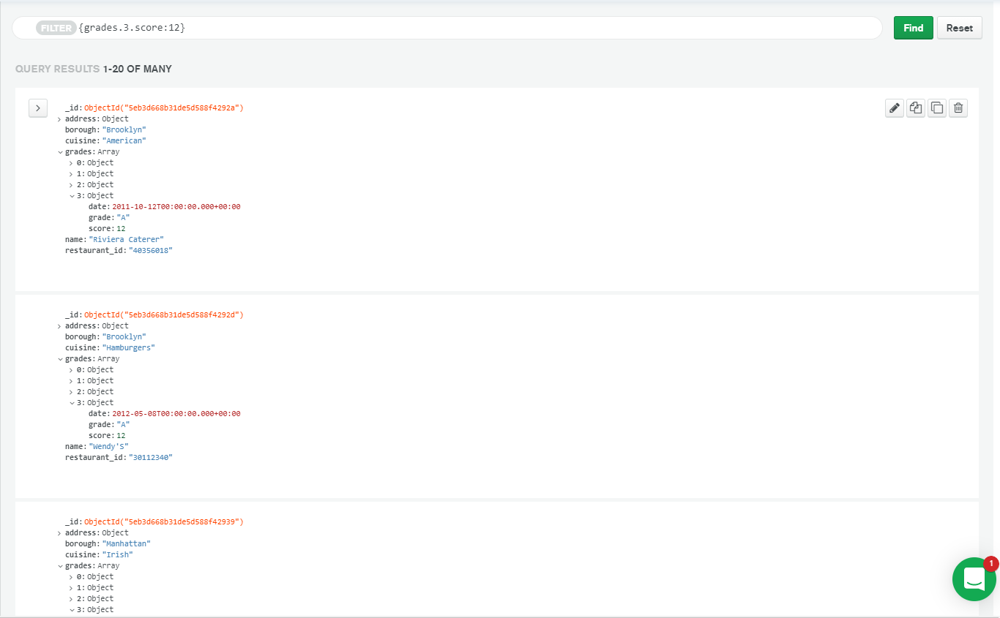 FILTER {grades.3.score:12}
Find
Reset
QUERY RESULTS 1-20 OF MANY
_id: ObjectId("5eb3d668b31de5d588f4292a")
address: Object
borough: "Brooklyn"
cuisine: "American"
grades: Array
0: Object
1: Object
2: Object
3: Object
date: 2011-10-12T00:00:00.000+00:00
grade: "A"
score: 12
name: "Riviera Caterer"
restaurant_id: "40356018"
_id: ObjectId("5eb3d668b31de5d588f4292d")
address: Object
borough: "Brooklyn"
cuisine: "Hamburgers"
grades: Array
0: Object
1: Object
2: Object
3: Object
date: 2012-05-08T00:00:00.000+00:00
grade: "A"
score: 12
name: "Wendy'S"
restaurant_id: "30112340"
_id: ObjectId("5eb3d668b31de5d588f42939")
address: Object
borough: "Manhattan"
cuisine: "Irish"
grades: Array
0: Object
1: Object
2: Object
3: Object
1